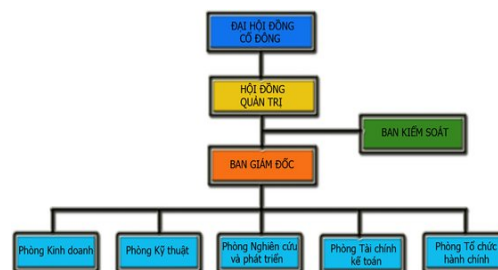 ĐẠI HỘI ĐỒNG
CỔ ĐÔNG
HỘI ĐỒNG
QUẢN TRỊ
BAN KIỂM SOÁT
BAN GIÁM ĐỐC
Phòng Kinh doanh
Phòng Kỹ thuật
Phòng Nghiên cứu
và phát triển
Phòng Tài chính
kế toán
Phòng Tổ chức
hành chính